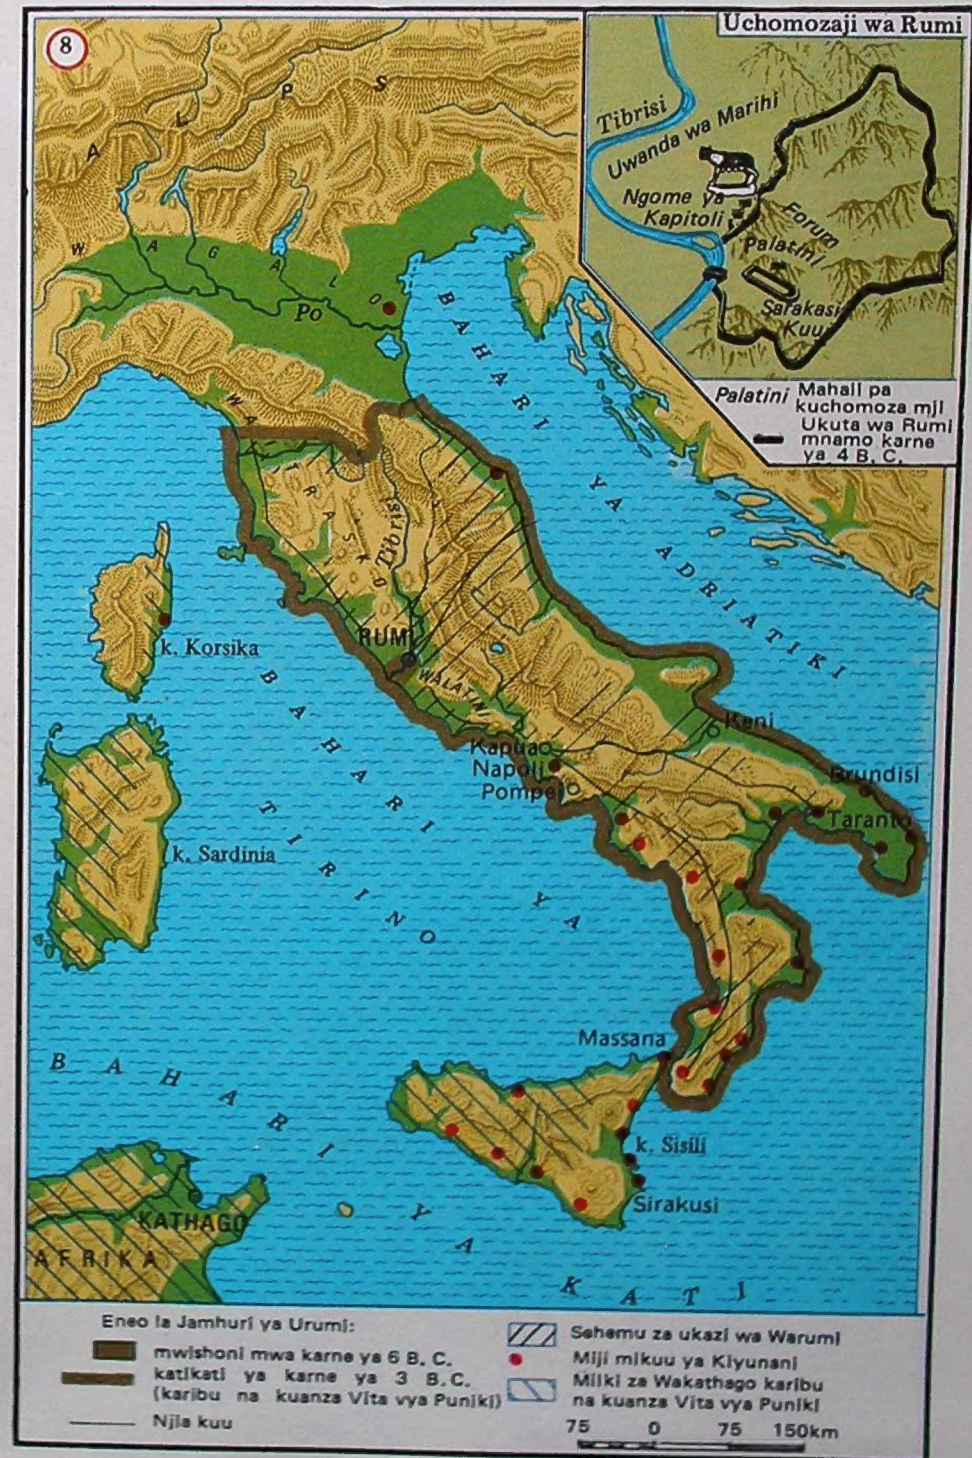 8
Uchomozaji wa Rumi
Tibrisi
Uwanda wa Marihi
Ngome ya
Kapitoli
Forum
Palatini
Sarakasi
Kuu
Palatini Mahali pa
kuchomoza mji
Ukuta wa Rumi
mnamo karne
ya 4 B.C.
A L P S
W A G A L O
Po
BAHARI YA ADRIATIKI
WATRASKO
Tibrisi
RUMI
WALATINI
k. Korsika
k. Sardinia
BAHARI YA
TIRINO
Kapua
Napoli
Pompei
Keni
Brundisi
Taranto
Massana
k. Sisili
Sirakusi
BAHARI YA KATI
KATHAGO
AFRIKA
Eneo la Jamhuri ya Urumi:
mwishoni mwa karne ya 6 B.C.
katikati ya karne ya 3 B.C.
(karibu na kuanza Vita vya Puniki)
Njia kuu
Sehemu za ukazi wa Warumi
Miji mikuu ya Kiyunani
Milki za Wakathago karibu
na kuanza Vita vya Puniki
75 0 75 150km